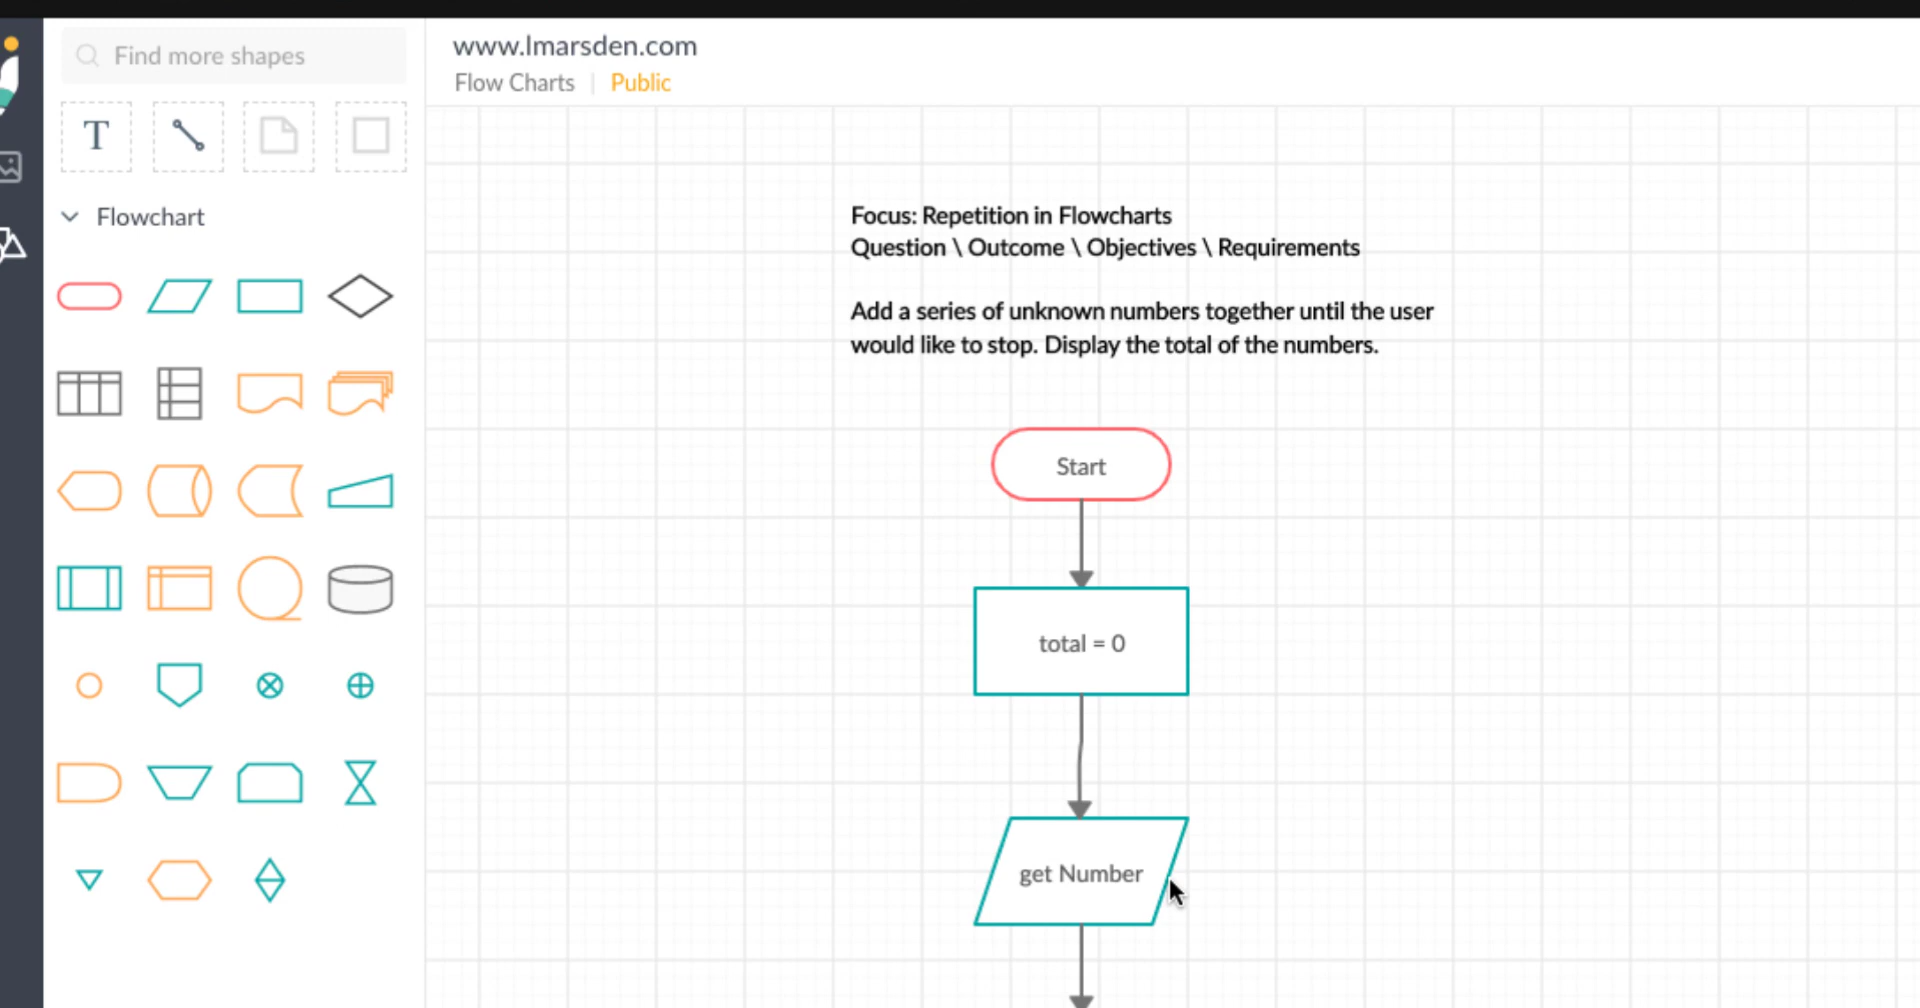 Find more shapes
www.lmarsden.com
Flow Charts | Public
T
Flowchart
Focus: Repetition in Flowcharts
Question \ Outcome \ Objectives \ Requirements
Add a series of unknown numbers together until the user
would like to stop. Display the total of the numbers.
Start
total = 0
get Number